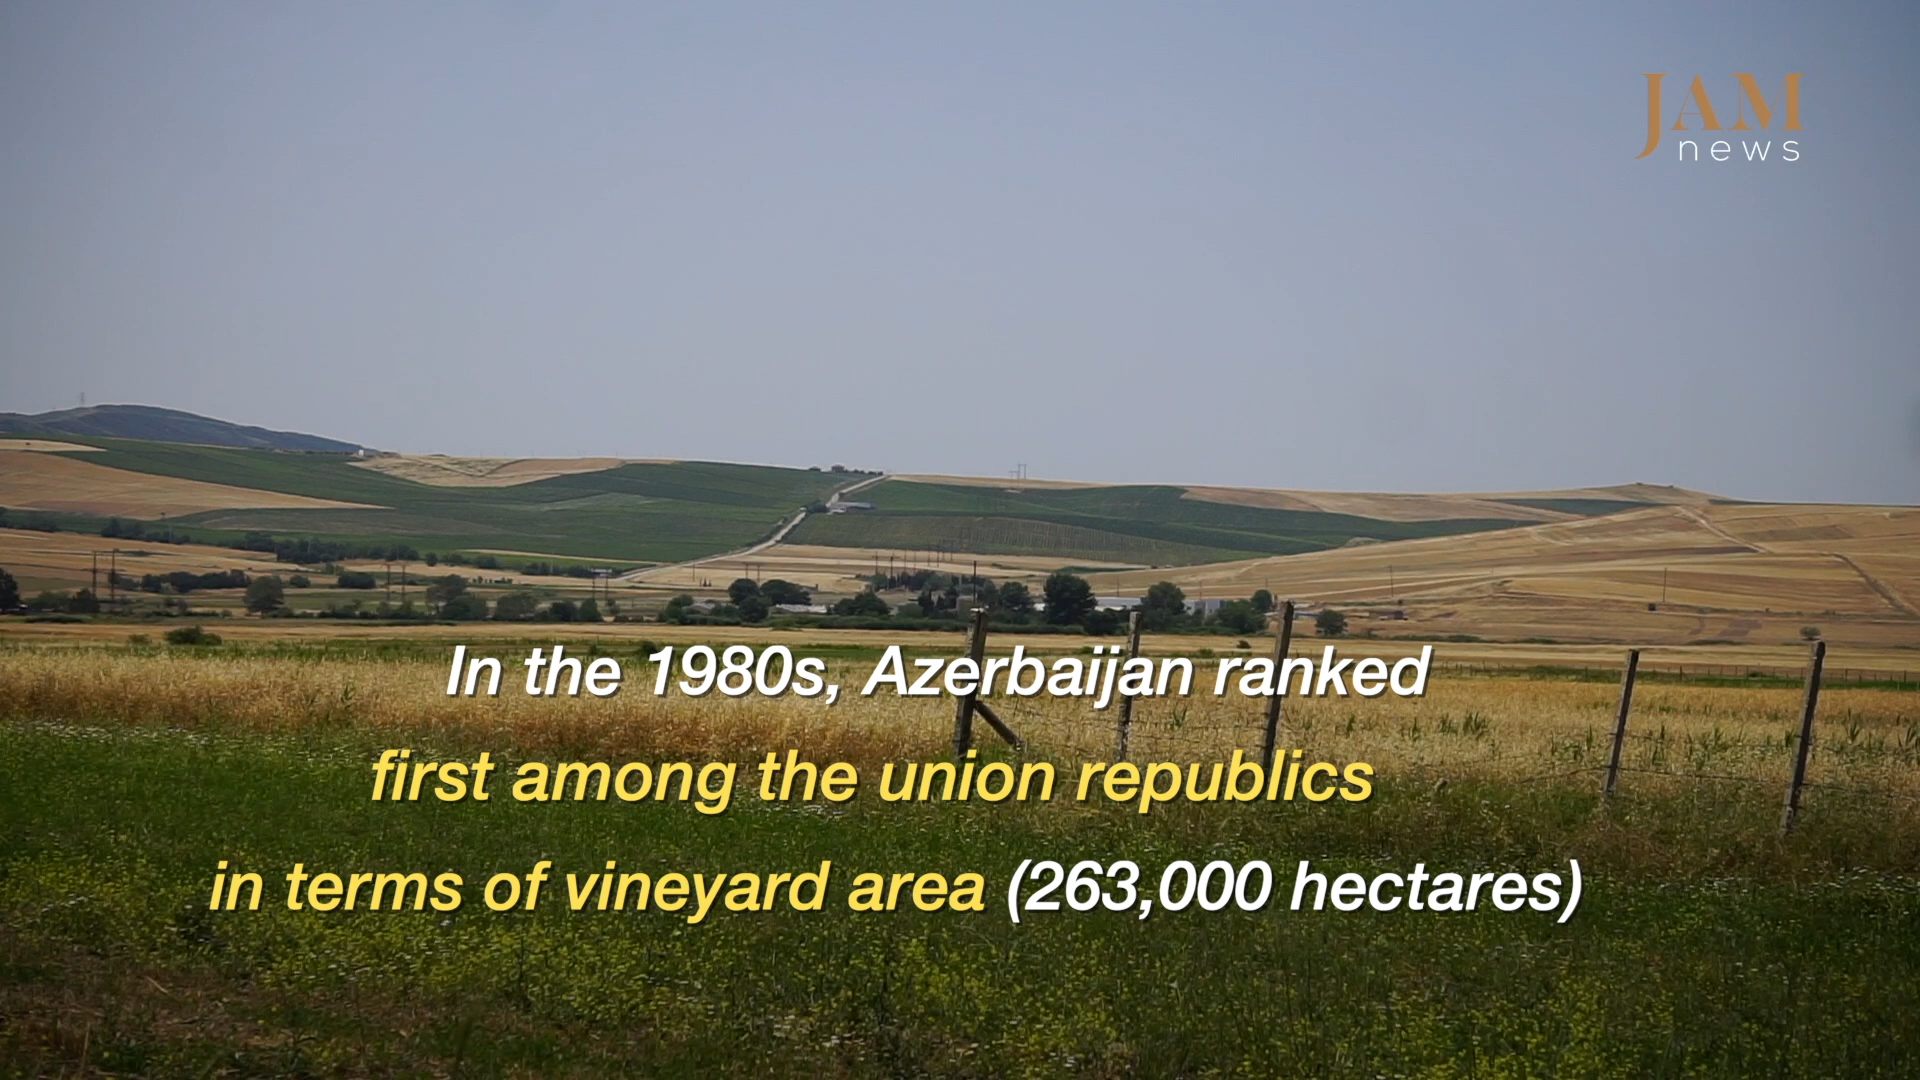 JAM
news
In the 1980s, Azerbaijan ranked
first among the union republics
in terms of vineyard area (263,000 hectares)